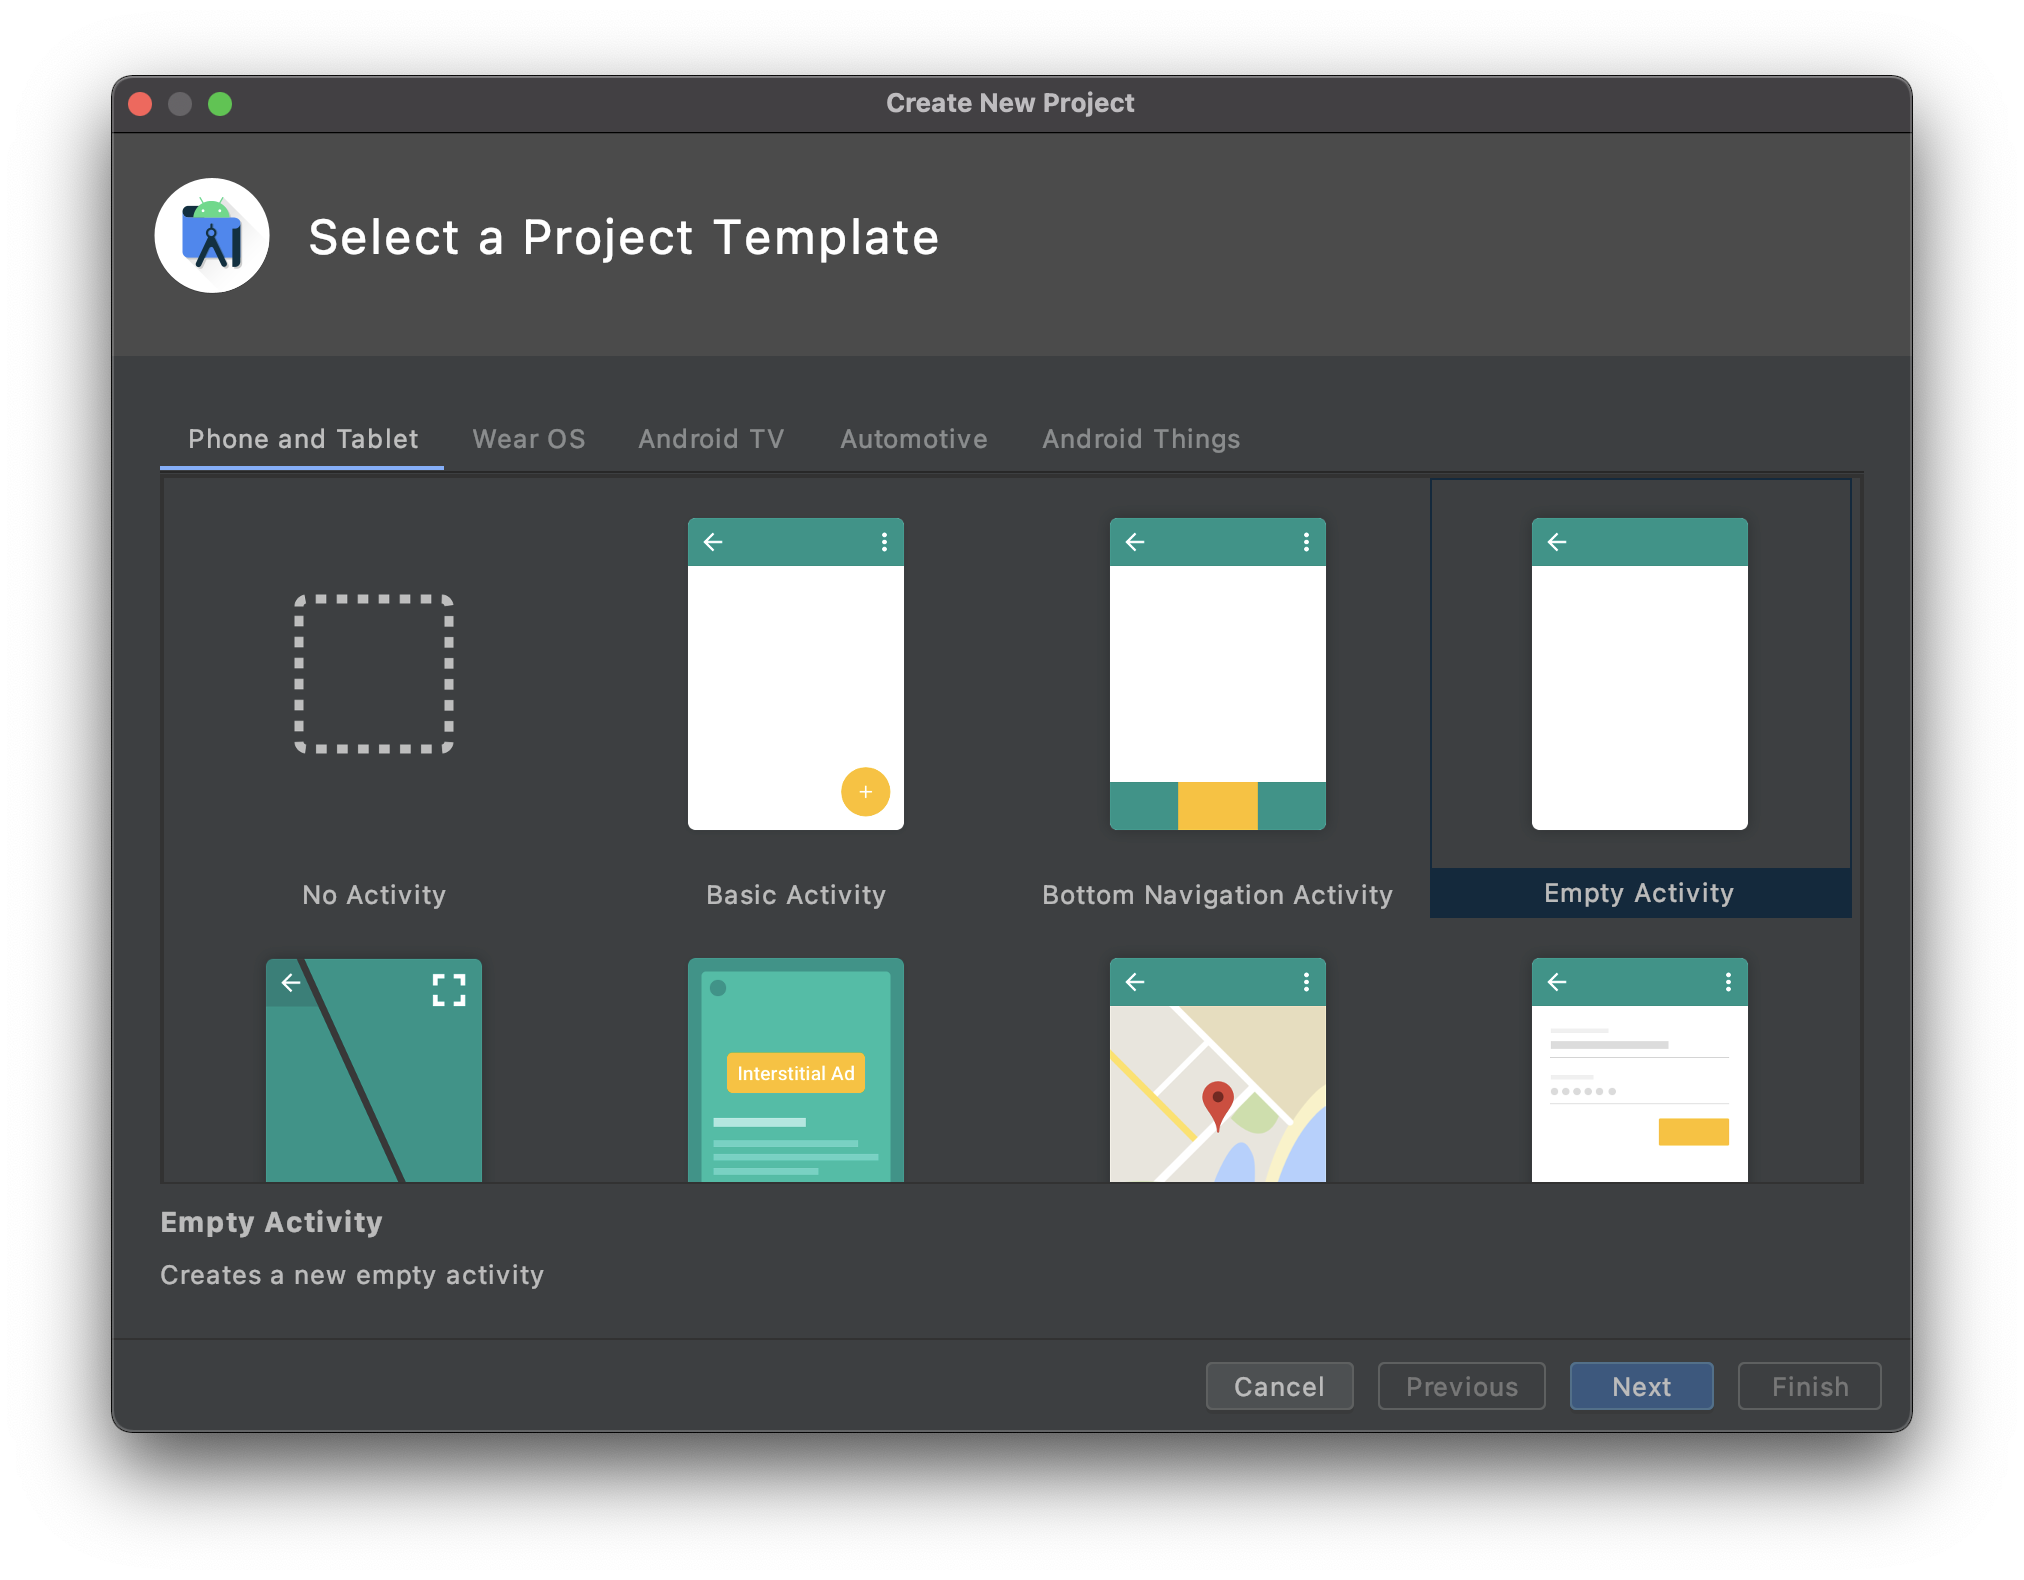 Create New Project
Select a Project Template
Phone and Tablet Wear OS Android TV Automotive Android Things
No Activity Basic Activity Bottom Navigation Activity Empty Activity
Interstitial Ad
Empty Activity
Creates a new empty activity
Cancel Previous Next Finish